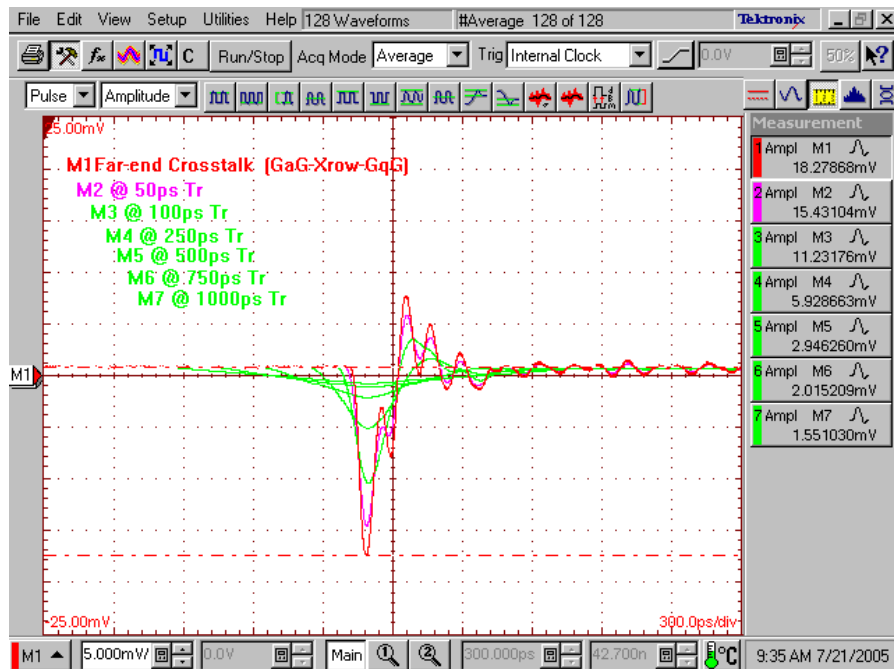 File Edit View Setup Utilities Help 128 Waveforms #Average 128 of 128 Tektronix
fx C Run/Stop Acq Mode Average Trig Internal Clock 0.0V 50%
Pulse Amplitude
25.00mV
M1Far-end Crosstalk (GaG-Xrow-GqG)
M2 @ 50ps Tr
M3 @ 100ps Tr
M4 @ 250ps Tr
M5 @ 500ps Tr
M6 @ 750ps Tr
M7 @ 1000ps Tr
M1
-25.00mV
300.0ps/div
Measurement
1 Ampl M1
18.27868mV
2 Ampl M2
15.43104mV
3 Ampl M3
11.23176mV
4 Ampl M4
5.928663mV
5 Ampl M5
2.946260mV
6 Ampl M6
2.015209mV
7 Ampl M7
1.551030mV
M1 5.000mV/ 0.0V Main 1 2 300.000ps 42.700n °C 9:35 AM 7/21/2005